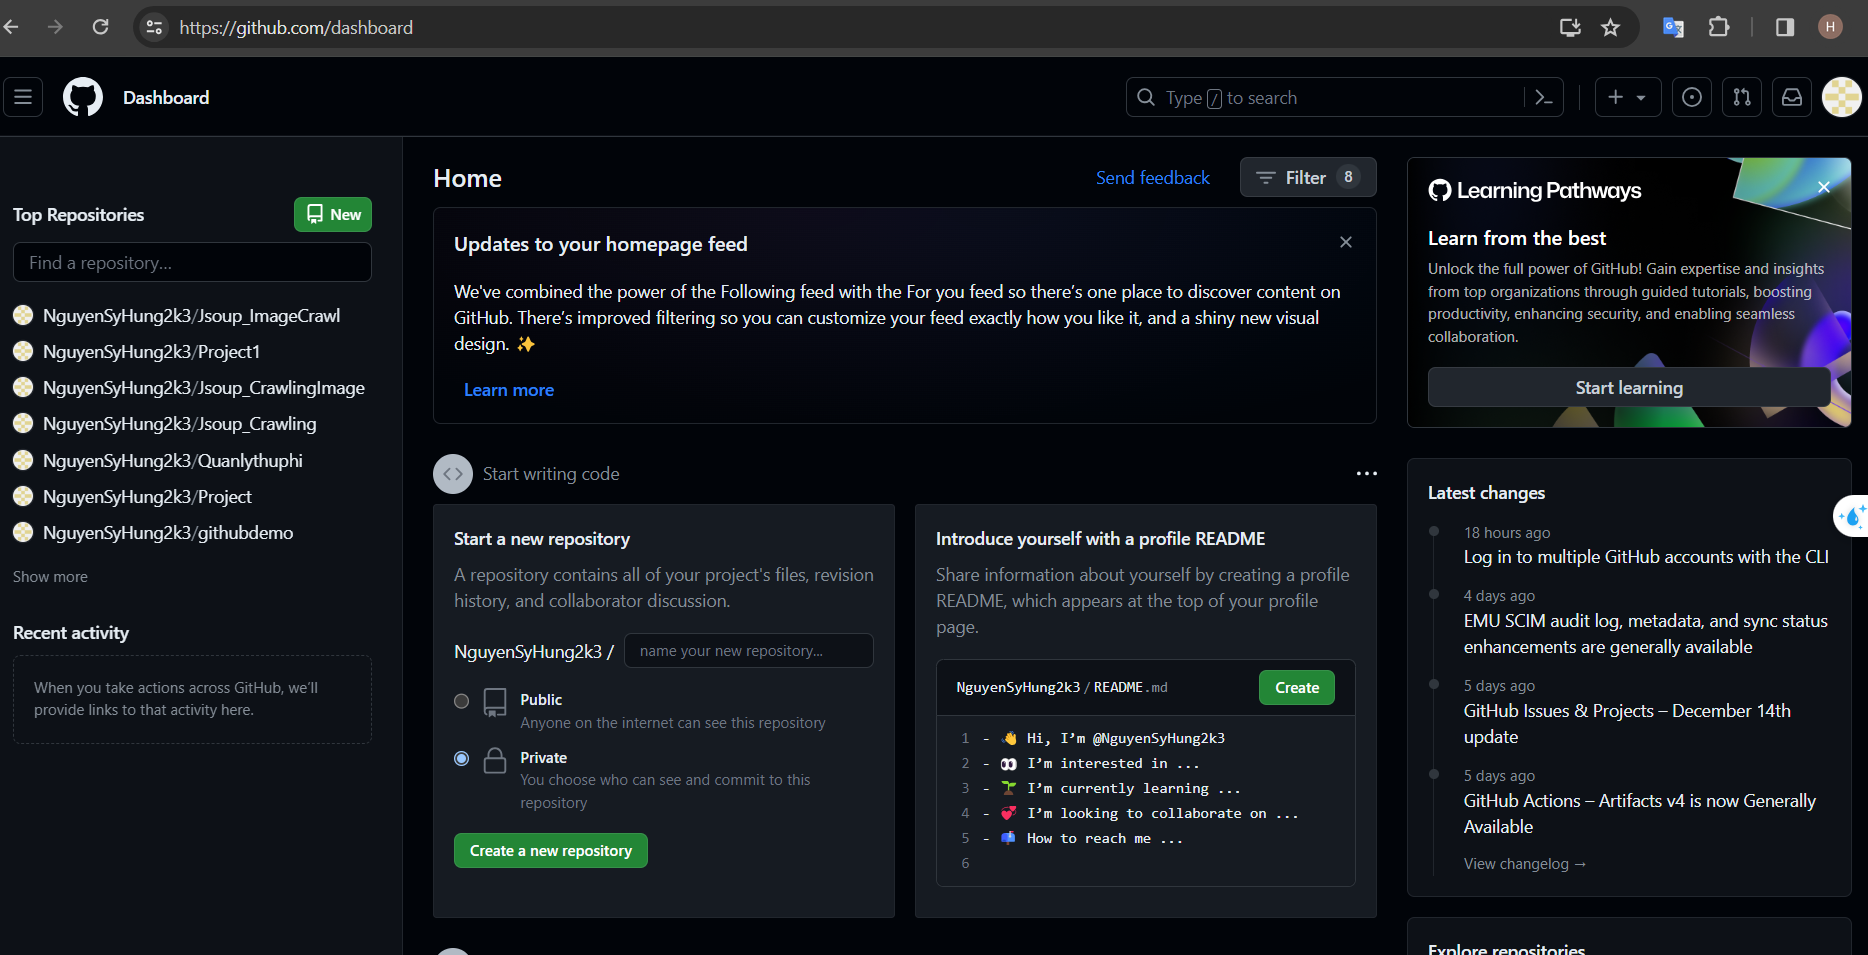 https://github.com/dashboard
H
Dashboard
Type / to search
Top Repositories
New
Find a repository...
NguyenSyHung2k3/Jsoup_ImageCrawl
NguyenSyHung2k3/Project1
NguyenSyHung2k3/Jsoup_CrawlingImage
NguyenSyHung2k3/Jsoup_Crawling
NguyenSyHung2k3/Quanlythuphi
NguyenSyHung2k3/Project
NguyenSyHung2k3/githubdemo
Show more
Recent activity
When you take actions across GitHub, we’ll
provide links to that activity here.
Home
Send feedback
Filter 8
Updates to your homepage feed
We've combined the power of the Following feed with the For you feed so there’s one place to discover content on
GitHub. There’s improved filtering so you can customize your feed exactly how you like it, and a shiny new visual
design. ✨
Learn more
Start writing code
Start a new repository
A repository contains all of your project's files, revision
history, and collaborator discussion.
NguyenSyHung2k3 /
name your new repository...
Public
Anyone on the internet can see this repository
Private
You choose who can see and commit to this
repository
Create a new repository
Introduce yourself with a profile README
Share information about yourself by creating a profile
README, which appears at the top of your profile
page.
NguyenSyHung2k3 / README.md
Create
1 - 👋 Hi, I’m @NguyenSyHung2k3
2 - 👀 I’m interested in ...
3 - 🌱 I’m currently learning ...
4 - 💞️ I’m looking to collaborate on ...
5 - 📫 How to reach me ...
6
Learning Pathways
Learn from the best
Unlock the full power of GitHub! Gain expertise and insights
from top organizations through guided tutorials, boosting
productivity, enhancing security, and enabling seamless
collaboration.
Start learning
Latest changes
18 hours ago
Log in to multiple GitHub accounts with the CLI
4 days ago
EMU SCIM audit log, metadata, and sync status
enhancements are generally available
5 days ago
GitHub Issues & Projects – December 14th
update
5 days ago
GitHub Actions – Artifacts v4 is now Generally
Available
View changelog →
Explore repositories